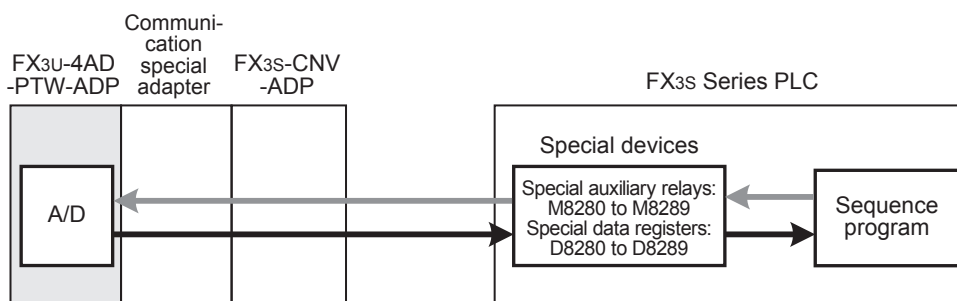 Communi-
cation
special
adapter
FX3U-4AD
-PTW-ADP
FX3S-CNV
-ADP
FX3S Series PLC
Special devices
A/D
Special auxiliary relays:
M8280 to M8289
Special data registers:
D8280 to D8289
Sequence
program